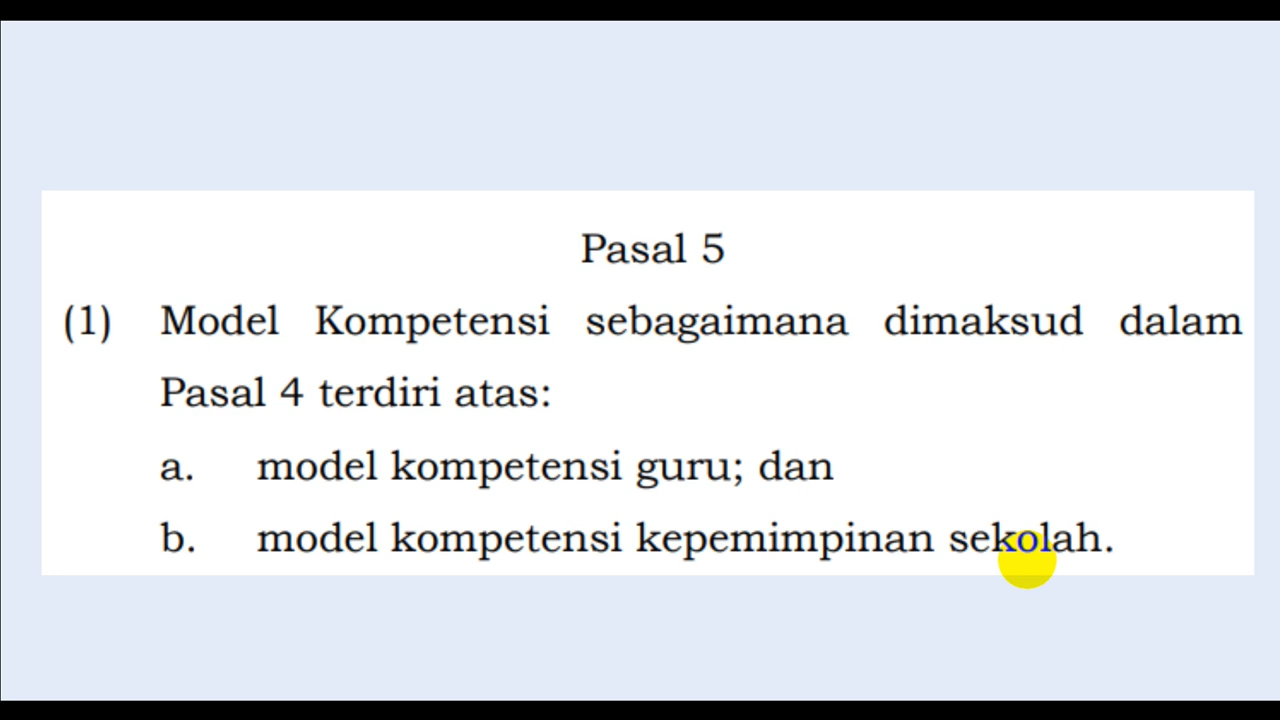 Pasal 5
(1) Model Kompetensi sebagaimana dimaksud dalam
Pasal 4 terdiri atas:
a. model kompetensi guru; dan
b. model kompetensi kepemimpinan sekolah.